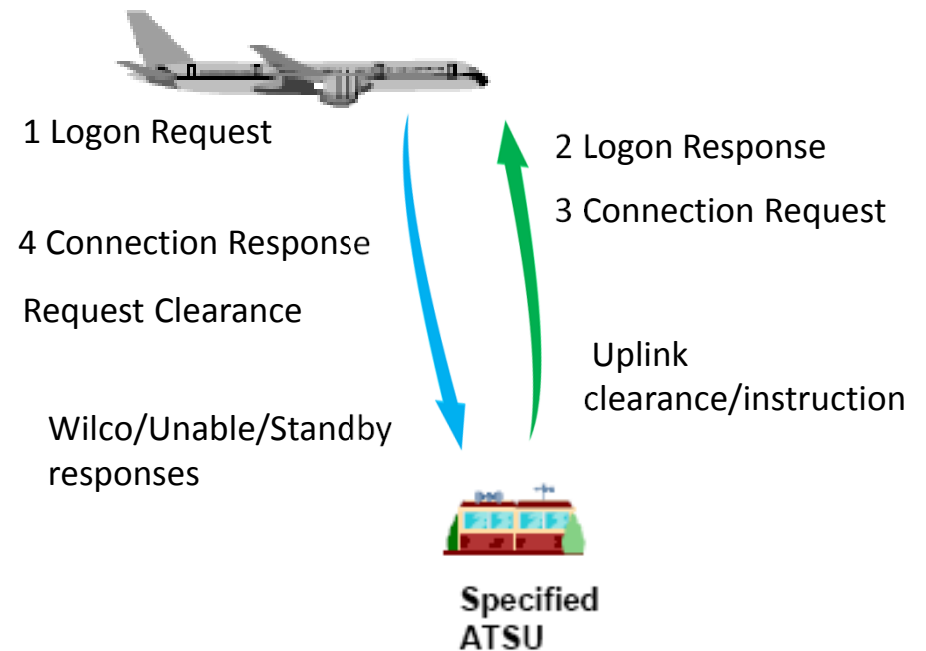 1 Logon Request
2 Logon Response
3 Connection Request
4 Connection Response
Request Clearance
Uplink
clearance/instruction
Wilco/Unable/Standby
responses
Specified
ATSU